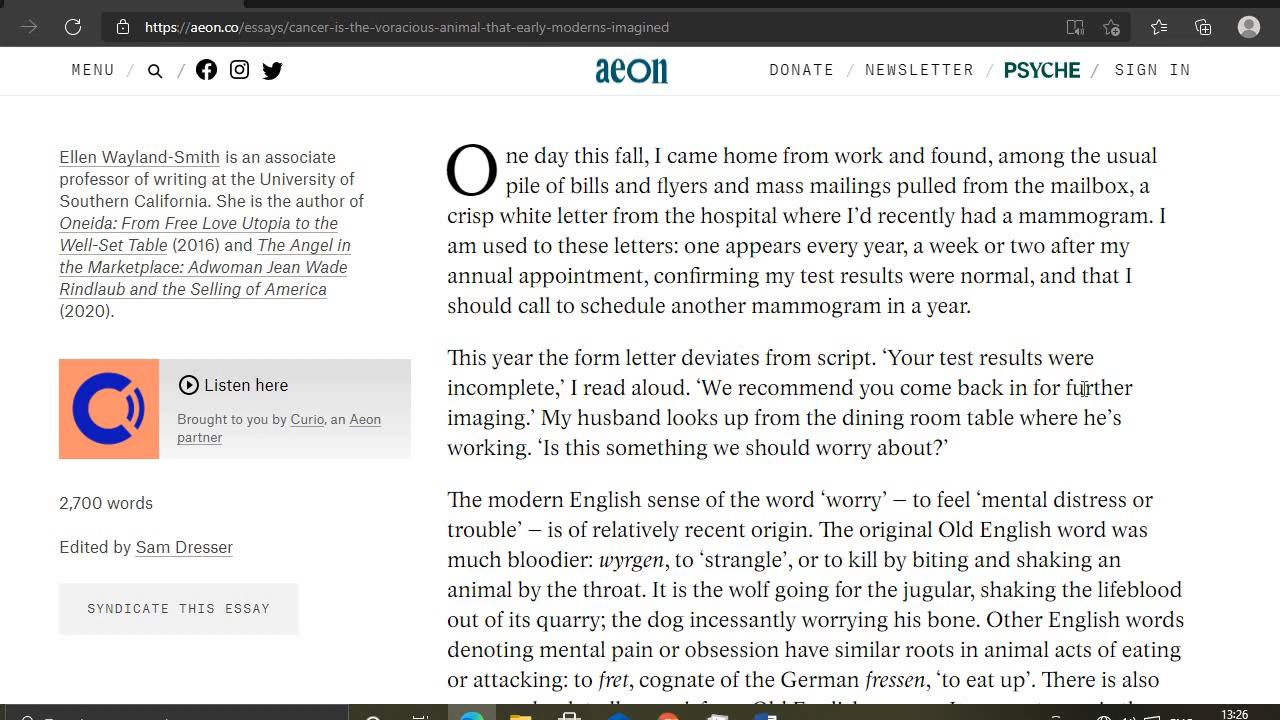 https://aeon.co/essays/cancer-is-the-voracious-animal-that-early-moderns-imagined
MENU / / aeon DONATE / NEWSLETTER / PSYCHE / SIGN IN
Ellen Wayland-Smith is an associate
professor of writing at the University of
Southern California. She is the author of
Oneida: From Free Love Utopia to the
Well-Set Table (2016) and The Angel in
the Marketplace: Adwoman Jean Wade
Rindlaub and the Selling of America
(2020).
Listen here
Brought to you by Curio, an Aeon
partner
2,700 words
Edited by Sam Dresser
SYNDICATE THIS ESSAY
One day this fall, I came home from work and found, among the usual
pile of bills and flyers and mass mailings pulled from the mailbox, a
crisp white letter from the hospital where I’d recently had a mammogram. I
am used to these letters: one appears every year, a week or two after my
annual appointment, confirming my test results were normal, and that I
should call to schedule another mammogram in a year.
This year the form letter deviates from script. ‘Your test results were
incomplete,’ I read aloud. ‘We recommend you come back in for further
imaging.’ My husband looks up from the dining room table where he’s
working. ‘Is this something we should worry about?’
The modern English sense of the word ‘worry’ – to feel ‘mental distress or
trouble’ – is of relatively recent origin. The original Old English word was
much bloodier: wyrgen, to ‘strangle’, or to kill by biting and shaking an
animal by the throat. It is the wolf going for the jugular, shaking the lifeblood
out of its quarry; the dog incessantly worrying his bone. Other English words
denoting mental pain or obsession have similar roots in animal acts of eating
or attacking: to fret, cognate of the German fressen, ‘to eat up’. There is also
13:26